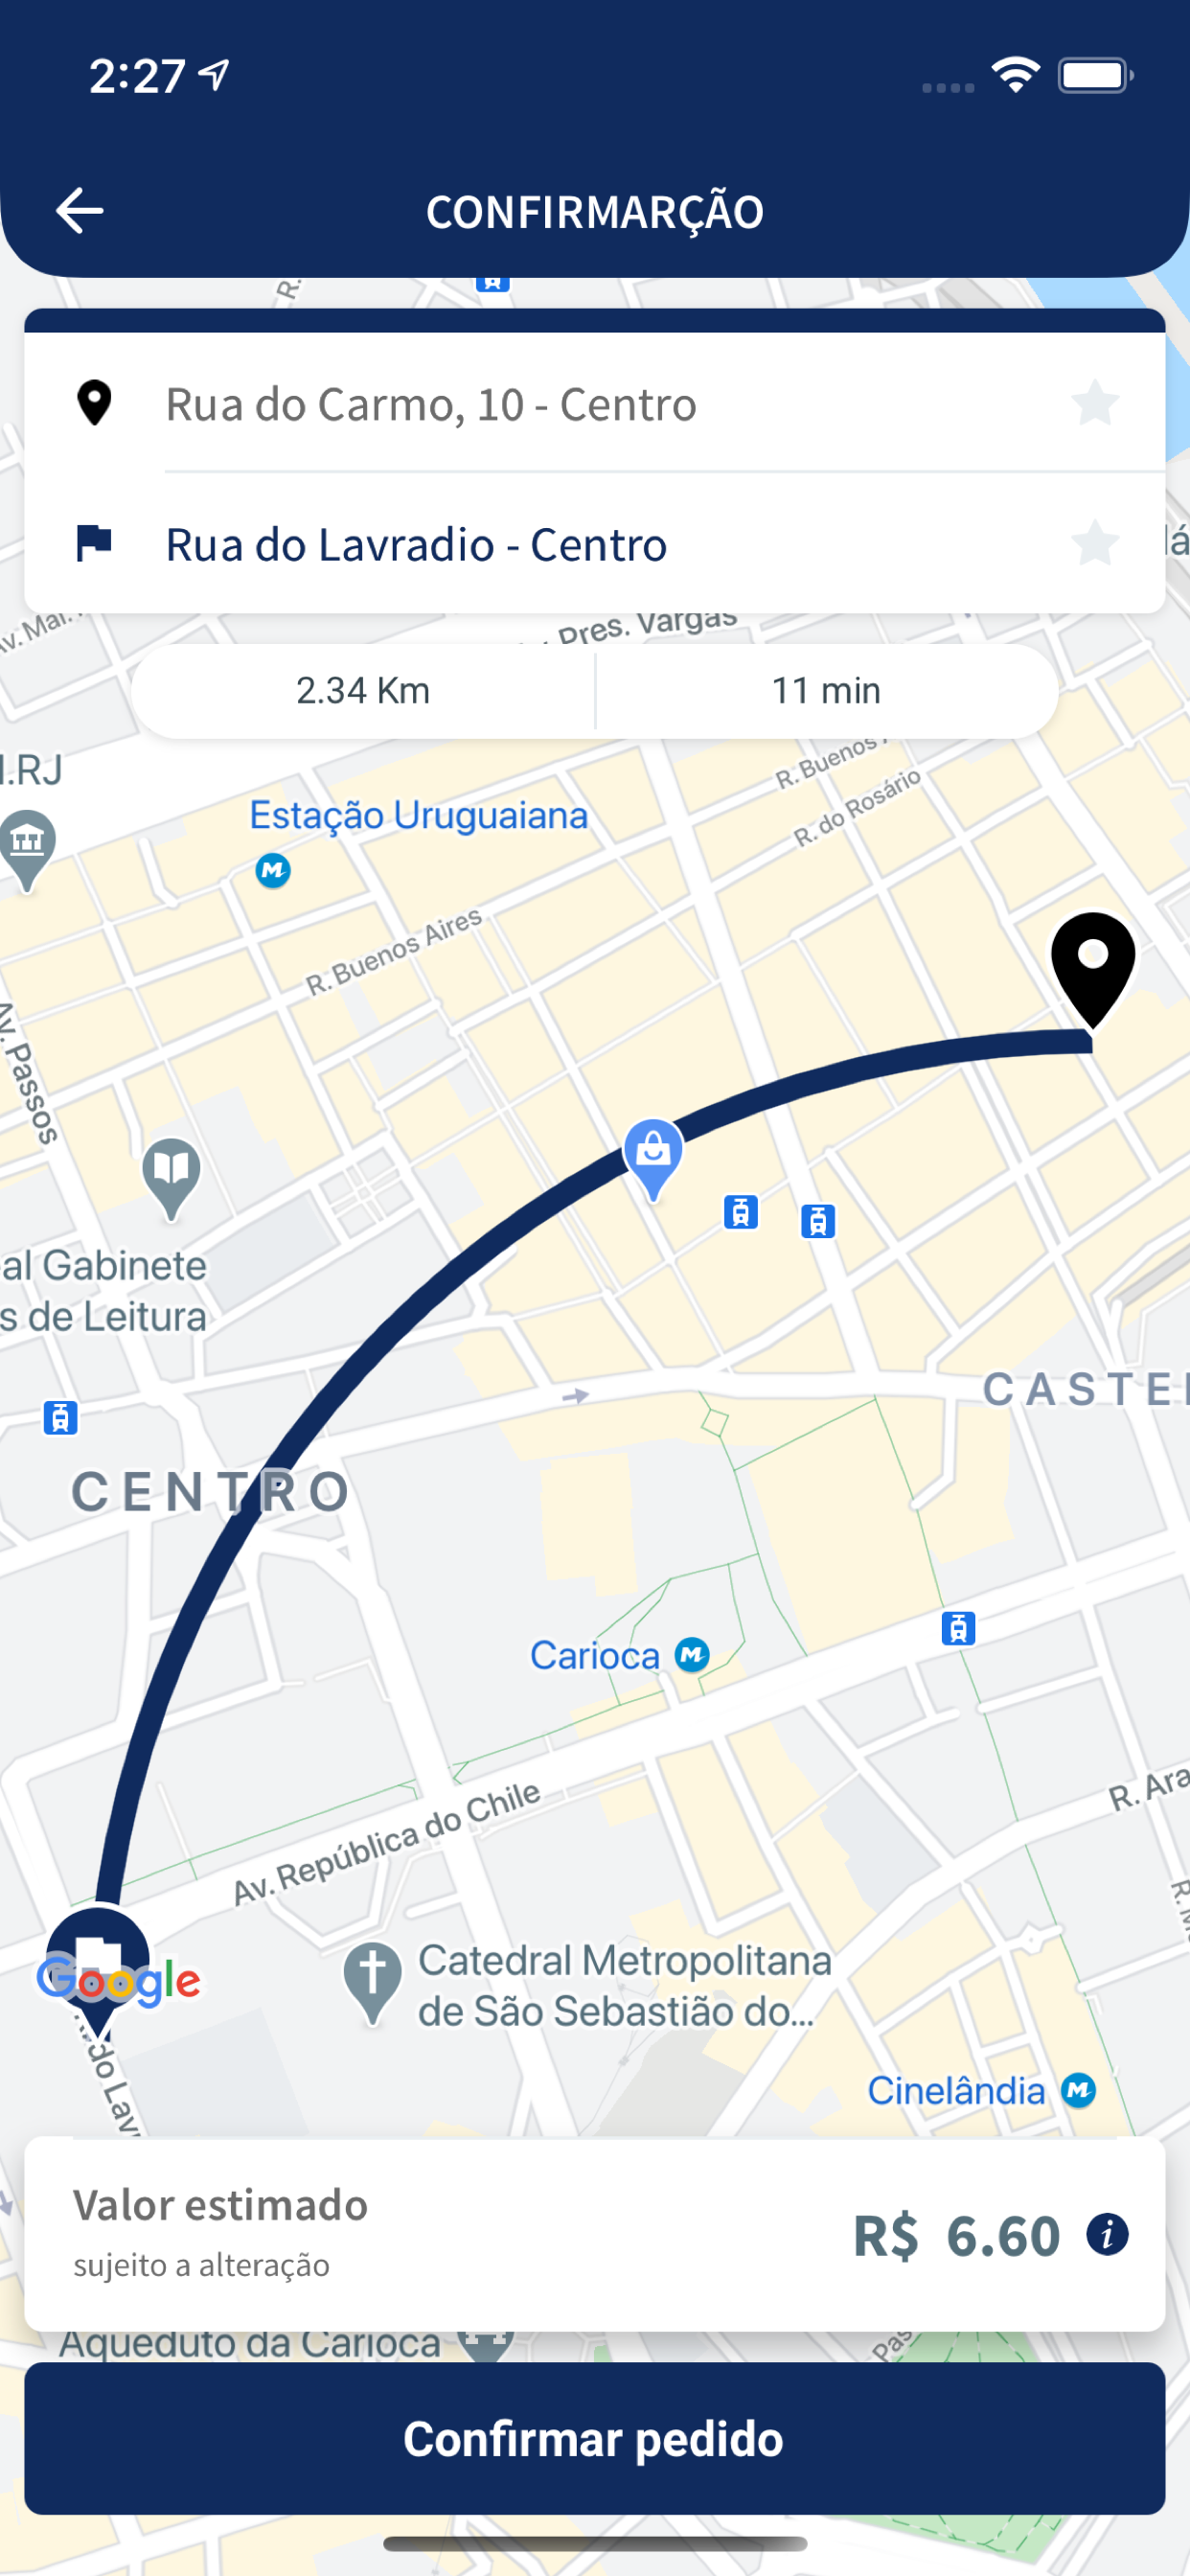 2:27
CONFIRMARÇÃO
R.
Rua do Carmo, 10 - Centro
Rua do Lavradio - Centro
Av. Mal.
Pres. Vargas
2.34 Km
11 min
R. Buenos
R. do Rosário
Estação Uruguaiana
R. Buenos Aires
Av. Passos
al Gabinete
s de Leitura
CASTE
CENTRO
Carioca
R. Ara
Av. República do Chile
Google
Catedral Metropolitana
de São Sebastião do...
do Lav
Cinelândia
Valor estimado
sujeito a alteração
R$ 6.60
Aqueduto da Carioca
Pas
Confirmar pedido